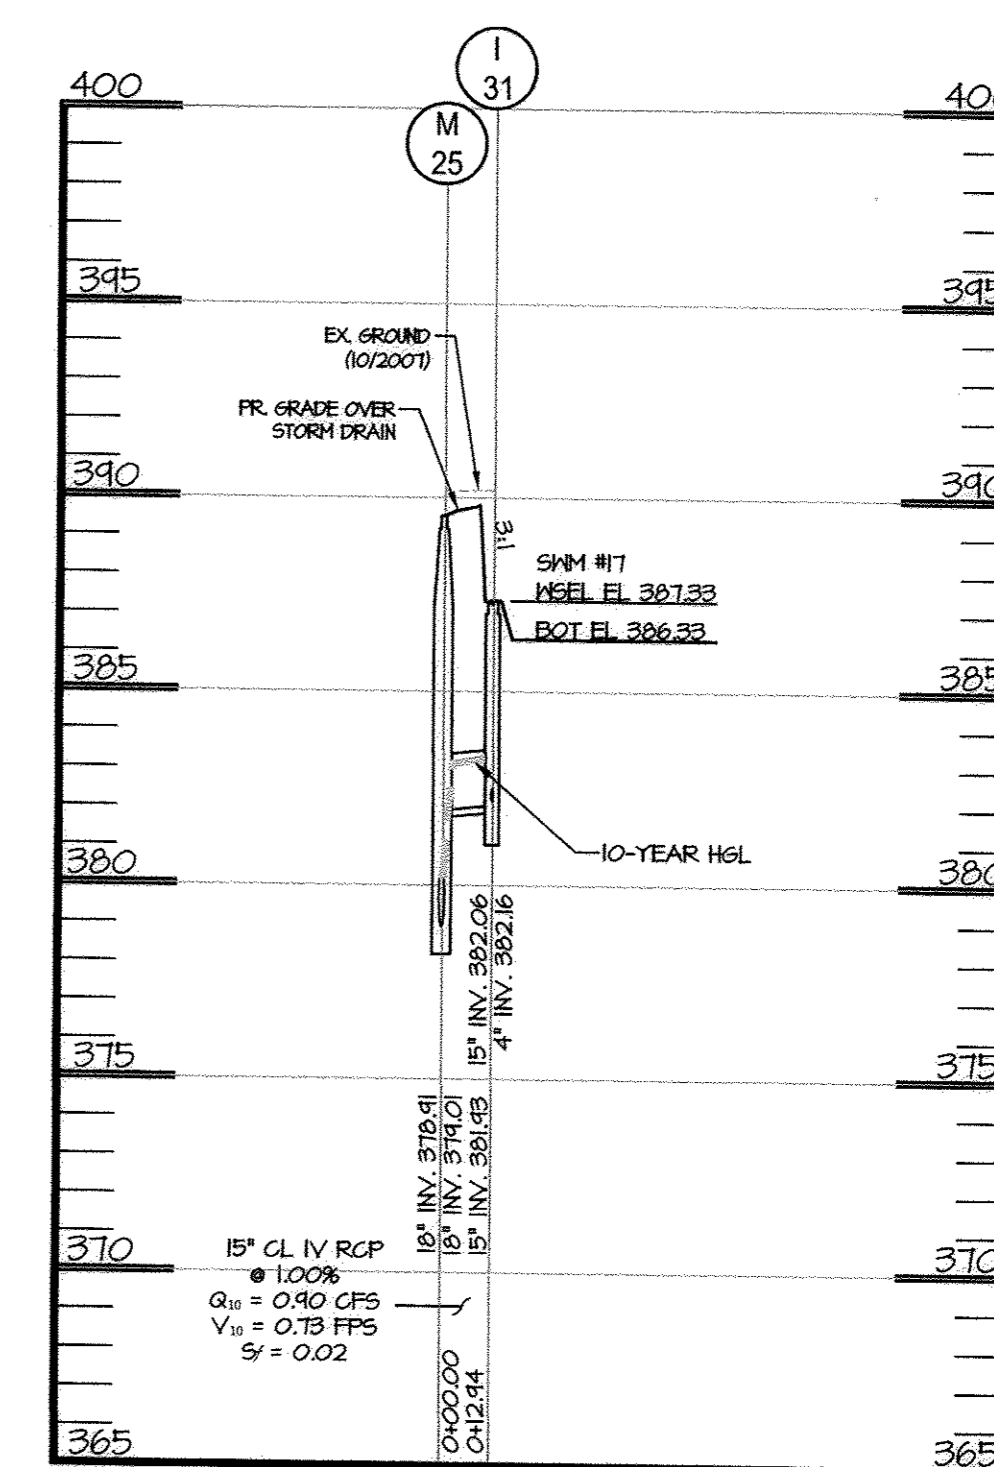 I
31
400
40
M
25
395
395
EX. GROUND
(10/2007)
PR. GRADE OVER
STORM DRAIN
390
390
3:1
SWM #17
WSEL EL 387.33
BOT EL 386.33
385
385
10-YEAR HGL
380
380
15" INV. 382.06
4" INV. 382.16
375
375
18" INV. 378.91
18" INV. 379.01
15" INV. 381.93
370
370
15" CL IV RCP
@ 1.00%
Q10 = 0.90 CFS
V10 = 0.73 FPS
Sf = 0.02
0+00.00
0+12.94
365
365